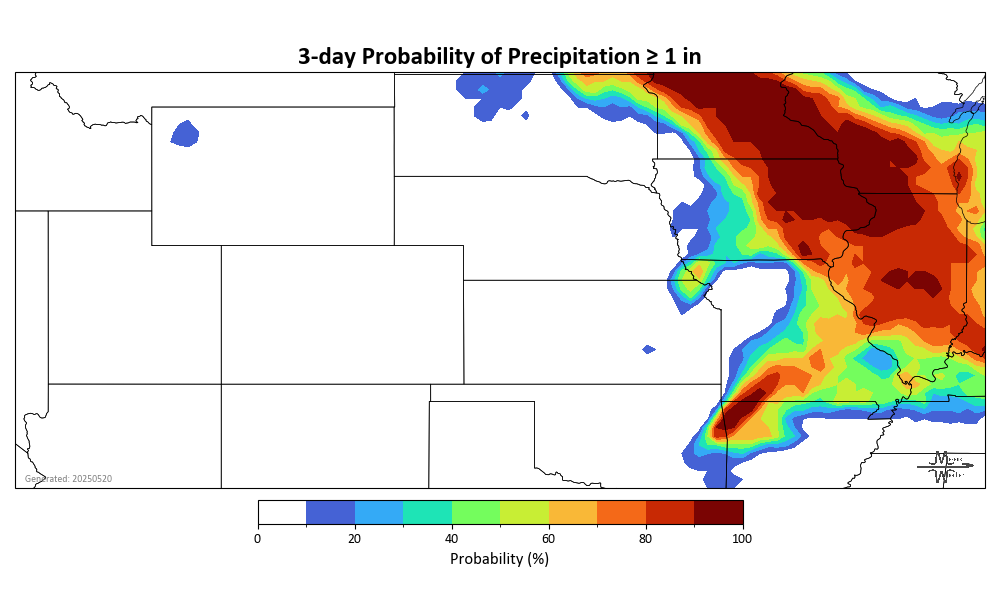 3-day Probability of Precipitation ≥ 1 in
Generated: 20250520
0 20 40 60 80 100
Probability (%)